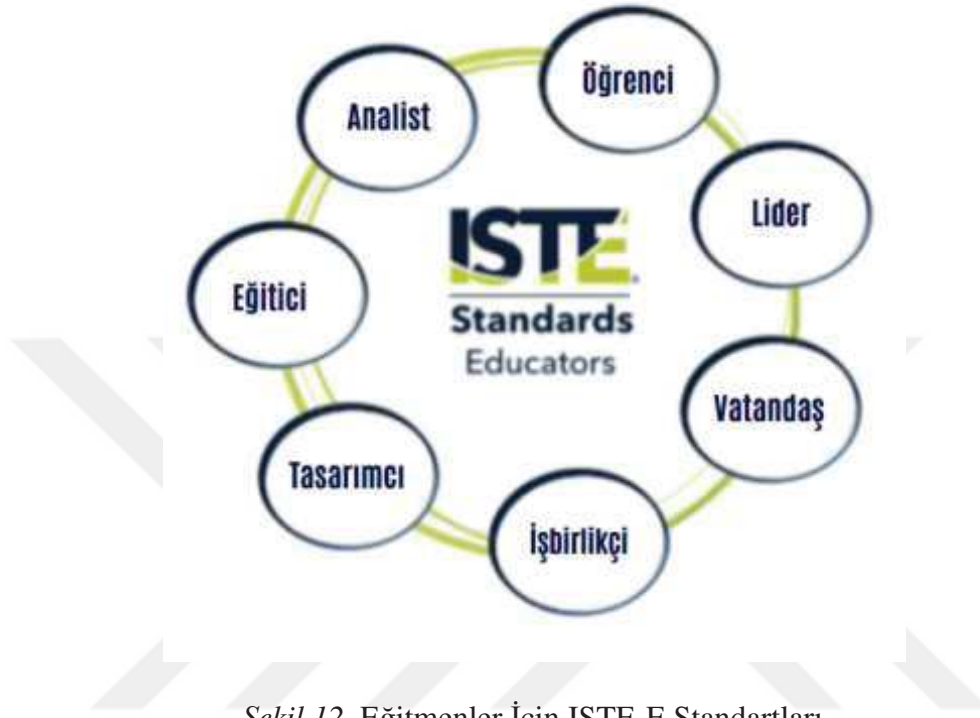 Öğrenci
Analist
Lider
ISTE
Standards
Educators
Eğitici
Vatandaş
Tasarımcı
İşbirlikçi
Şekil 12. Eğitmenler İçin ISTE-E Standartları